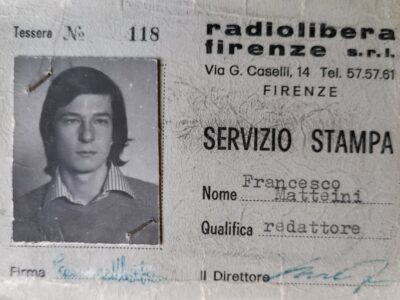 Tessera № 118
radiolibera
firenze s.r.l.
Via G. Caselli, 14 Tel. 57.57.61
FIRENZE
SERVIZIO STAMPA
Nome Francesco Matteini
Qualifica redattore
Firma
Il Direttore